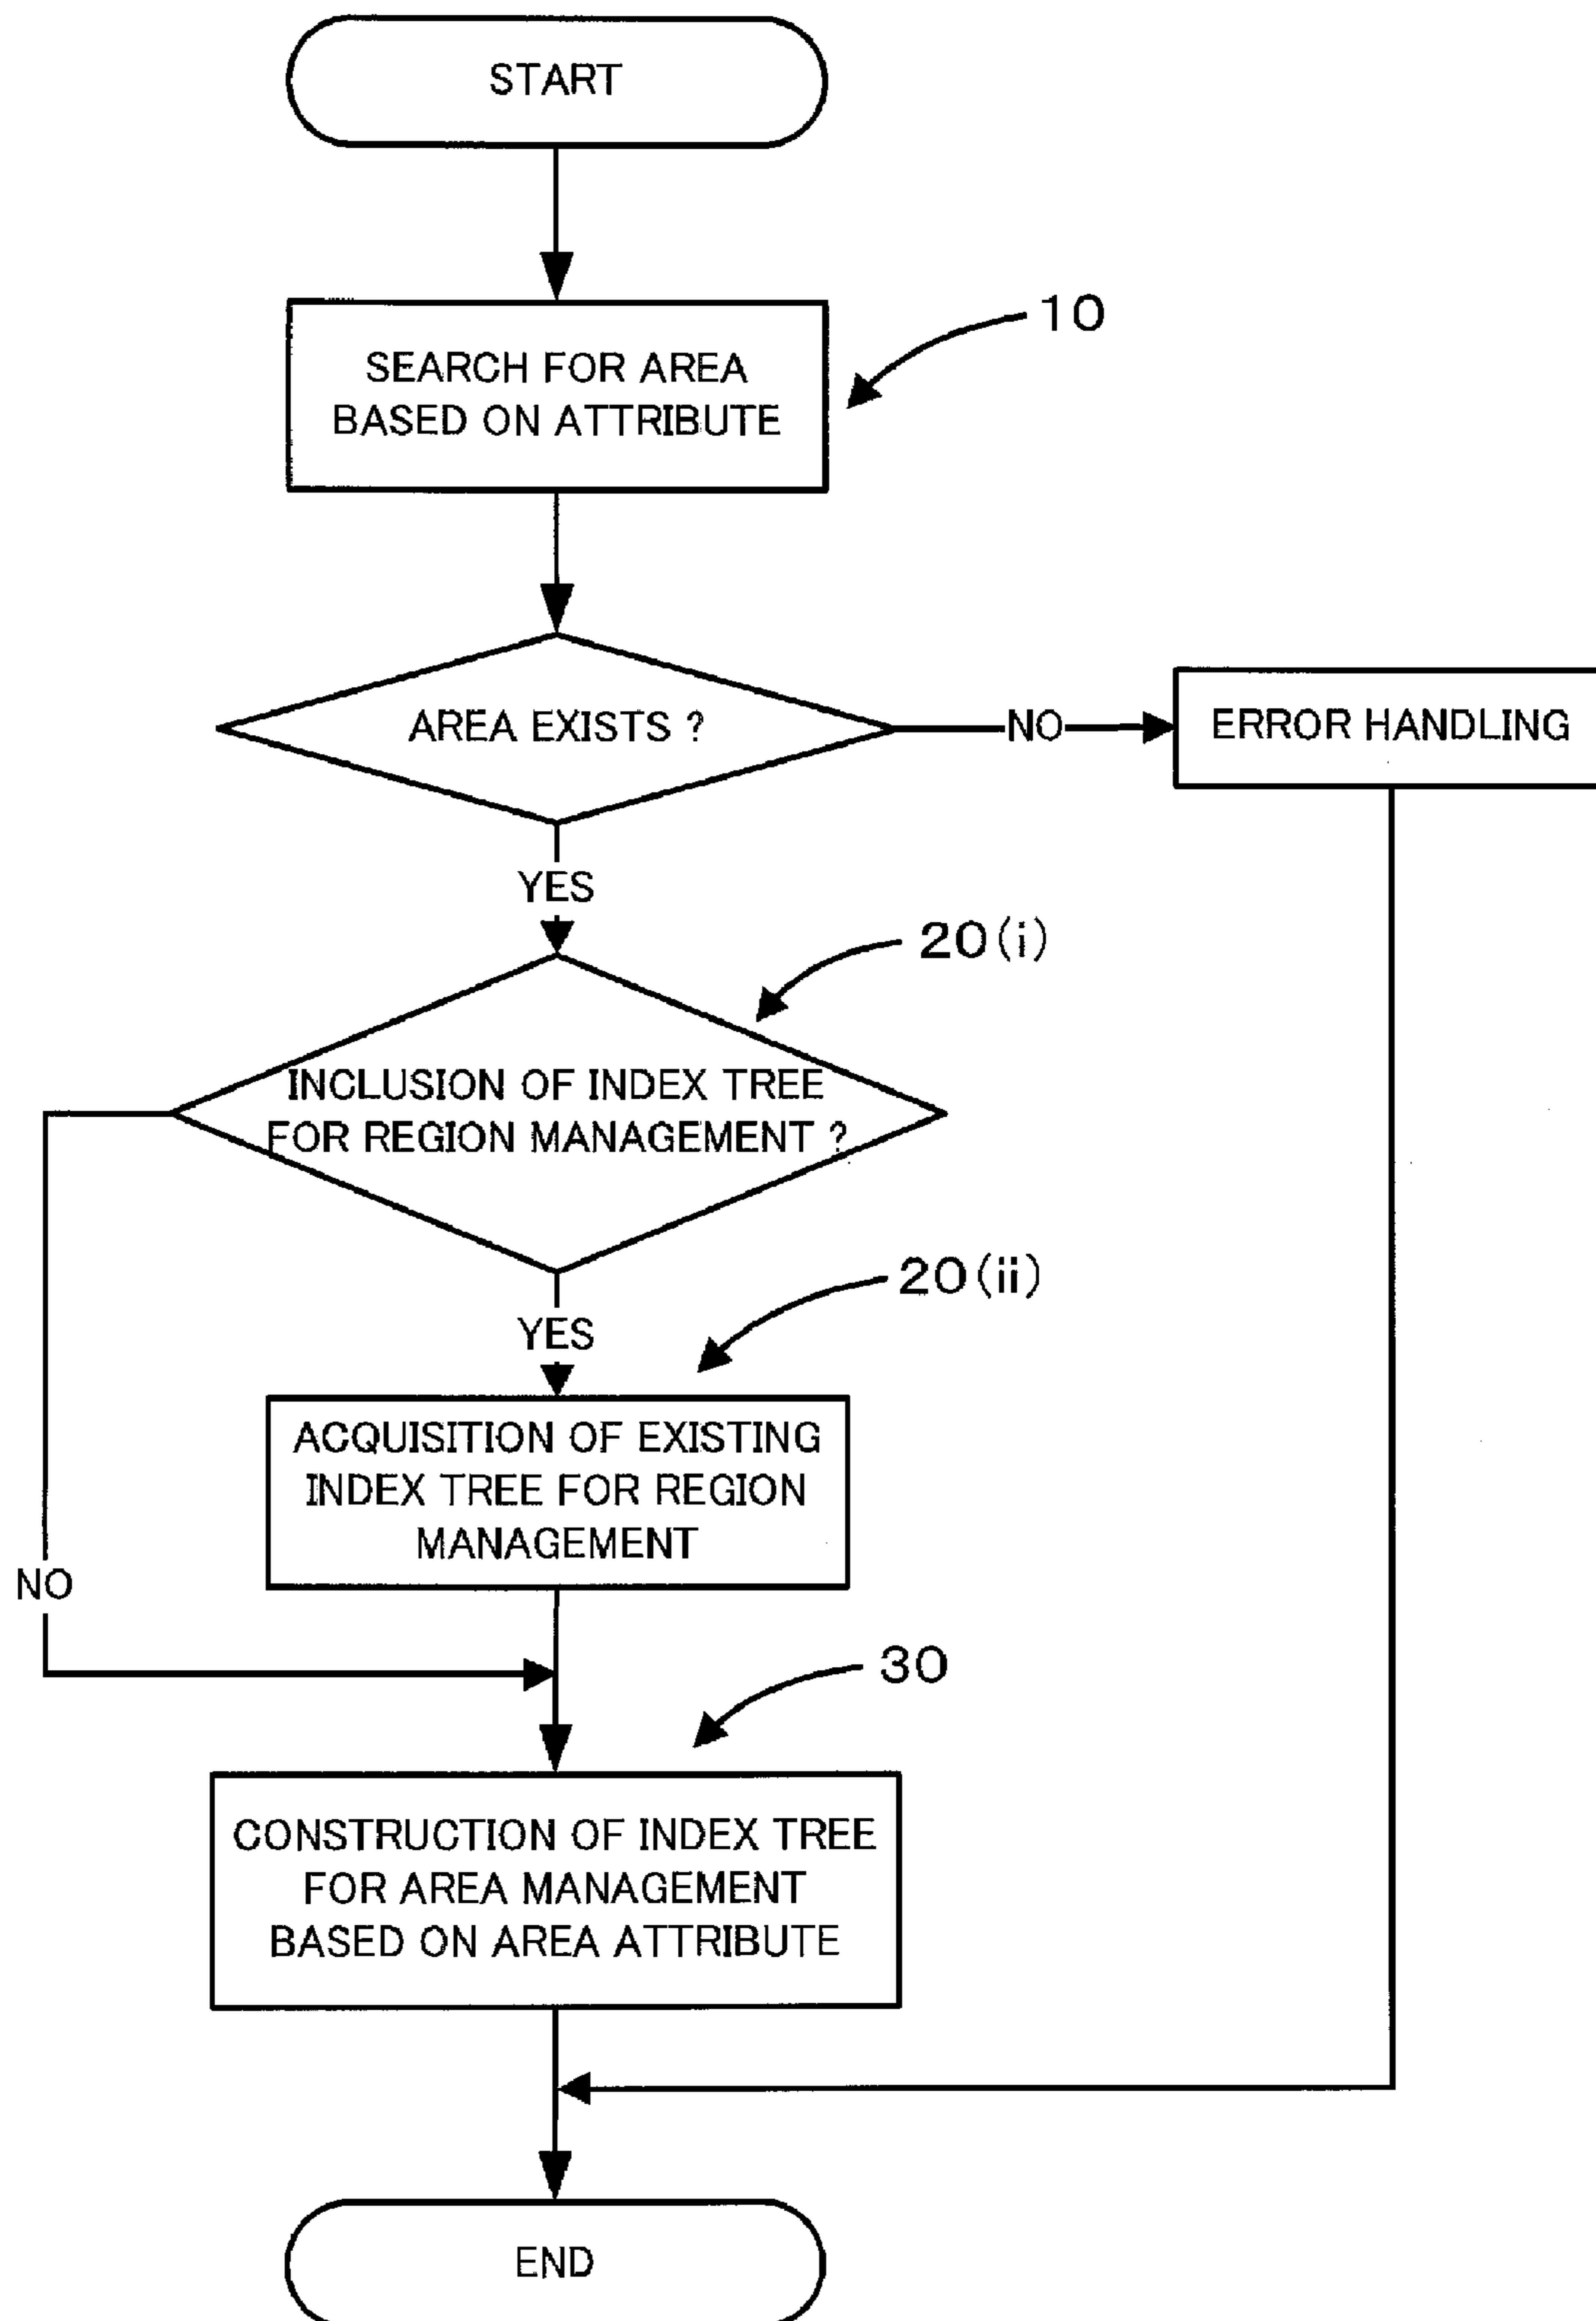 START
10
SEARCH FOR AREA
BASED ON ATTRIBUTE
AREA EXISTS ?
NO
ERROR HANDLING
YES
20(i)
INCLUSION OF INDEX TREE
FOR REGION MANAGEMENT ?
20(ii)
YES
ACQUISITION OF EXISTING
INDEX TREE FOR REGION
MANAGEMENT
NO
30
CONSTRUCTION OF INDEX TREE
FOR AREA MANAGEMENT
BASED ON AREA ATTRIBUTE
END